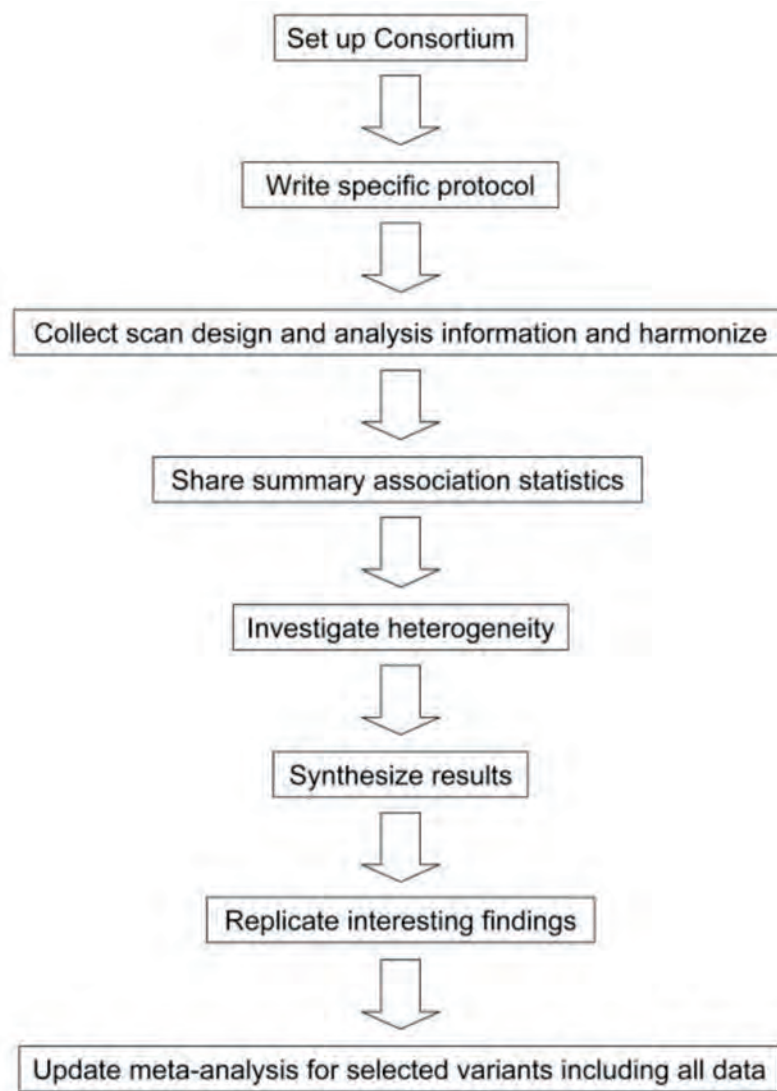 Set up Consortium
Write specific protocol
Collect scan design and analysis information and harmonize
Share summary association statistics
Investigate heterogeneity
Synthesize results
Replicate interesting findings
Update meta-analysis for selected variants including all data